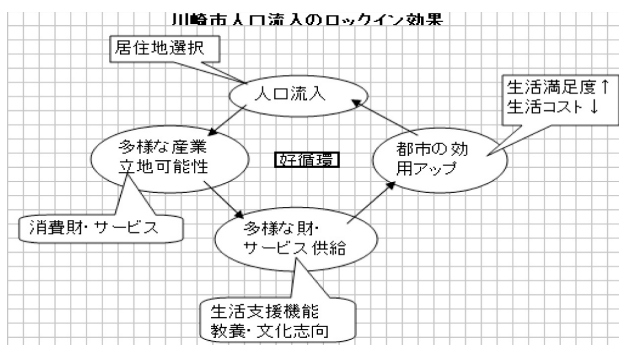 川崎市人口流入のロックイン効果
居住地選択
人口流入
生活満足度↑
生活コスト↓
多様な産業
立地可能性
好循環
都市の効
用アップ
消費財・サービス
多様な財・
サービス供給
生活支援機能
教養・文化志向